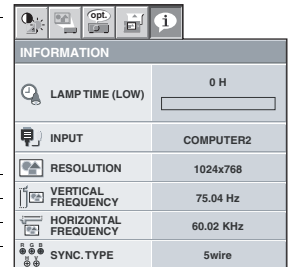 opt.
i
INFORMATION
LAMP TIME (LOW)
0 H
INPUT
COMPUTER2
RESOLUTION
1024x768
VERTICAL
FREQUENCY
75.04 Hz
HORIZONTAL
FREQUENCY
60.02 KHz
R G B
H V
SYNC. TYPE
5wire